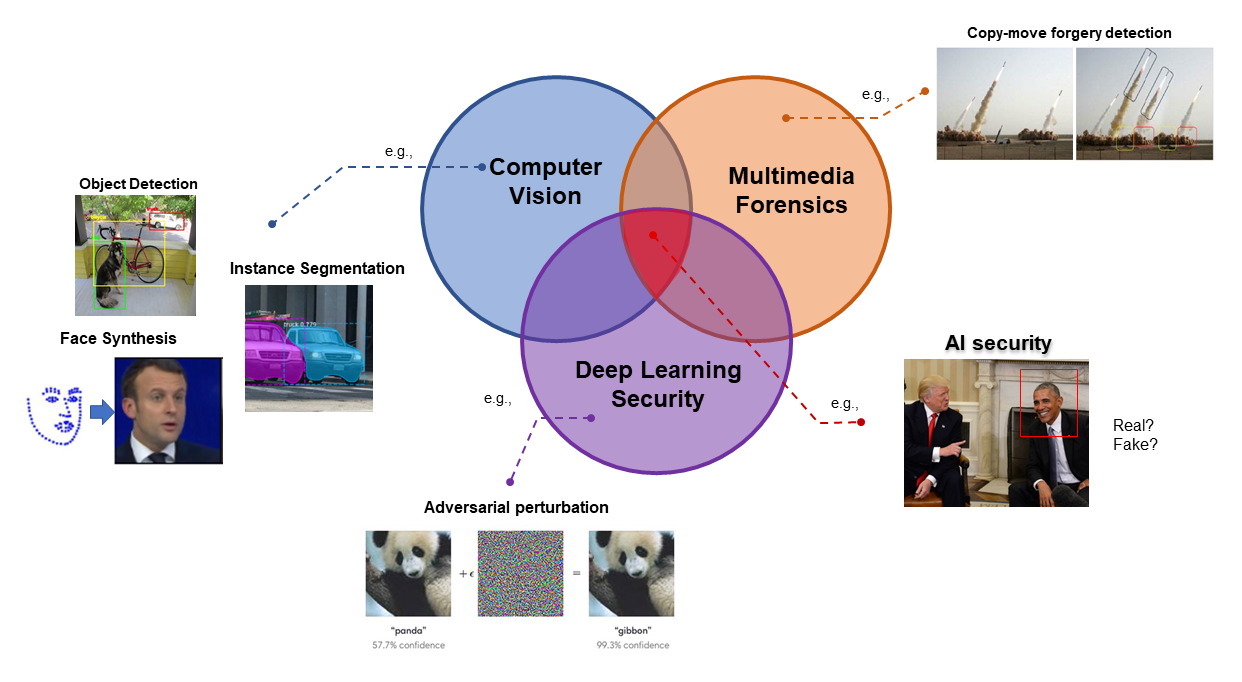 Copy-move forgery detection
e.g.,
e.g.,
Computer
Vision
Multimedia
Forensics
Object Detection
Instance Segmentation
truck 0.779
Face Synthesis
AI security
Deep Learning
Security
e.g.,
e.g.,
Real?
Fake?
Adversarial perturbation
+ ϵ
=
“panda”
57.7% confidence
“gibbon”
99.3% confidence